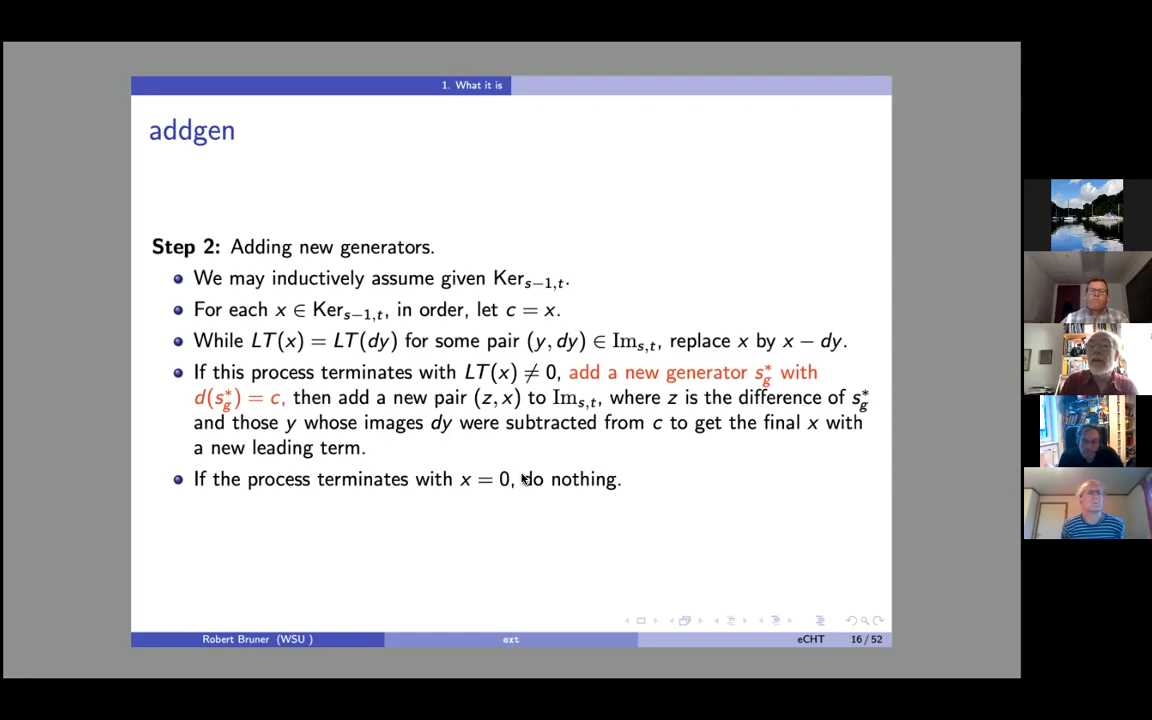 1. What it is
addgen
Step 2: Adding new generators.
We may inductively assume given Ker_{s−1,t}.
For each x ∈ Ker_{s−1,t}, in order, let c = x.
While LT(x) = LT(dy) for some pair (y, dy) ∈ Im_{s,t}, replace x by x − dy.
If this process terminates with LT(x) ≠ 0, add a new generator s*_g with
d(s*_g) = c, then add a new pair (z, x) to Im_{s,t}, where z is the difference of s*_g
and those y whose images dy were subtracted from c to get the final x with
a new leading term.
If the process terminates with x = 0, do nothing.
Robert Bruner (WSU ) ext eCHT 16 / 52